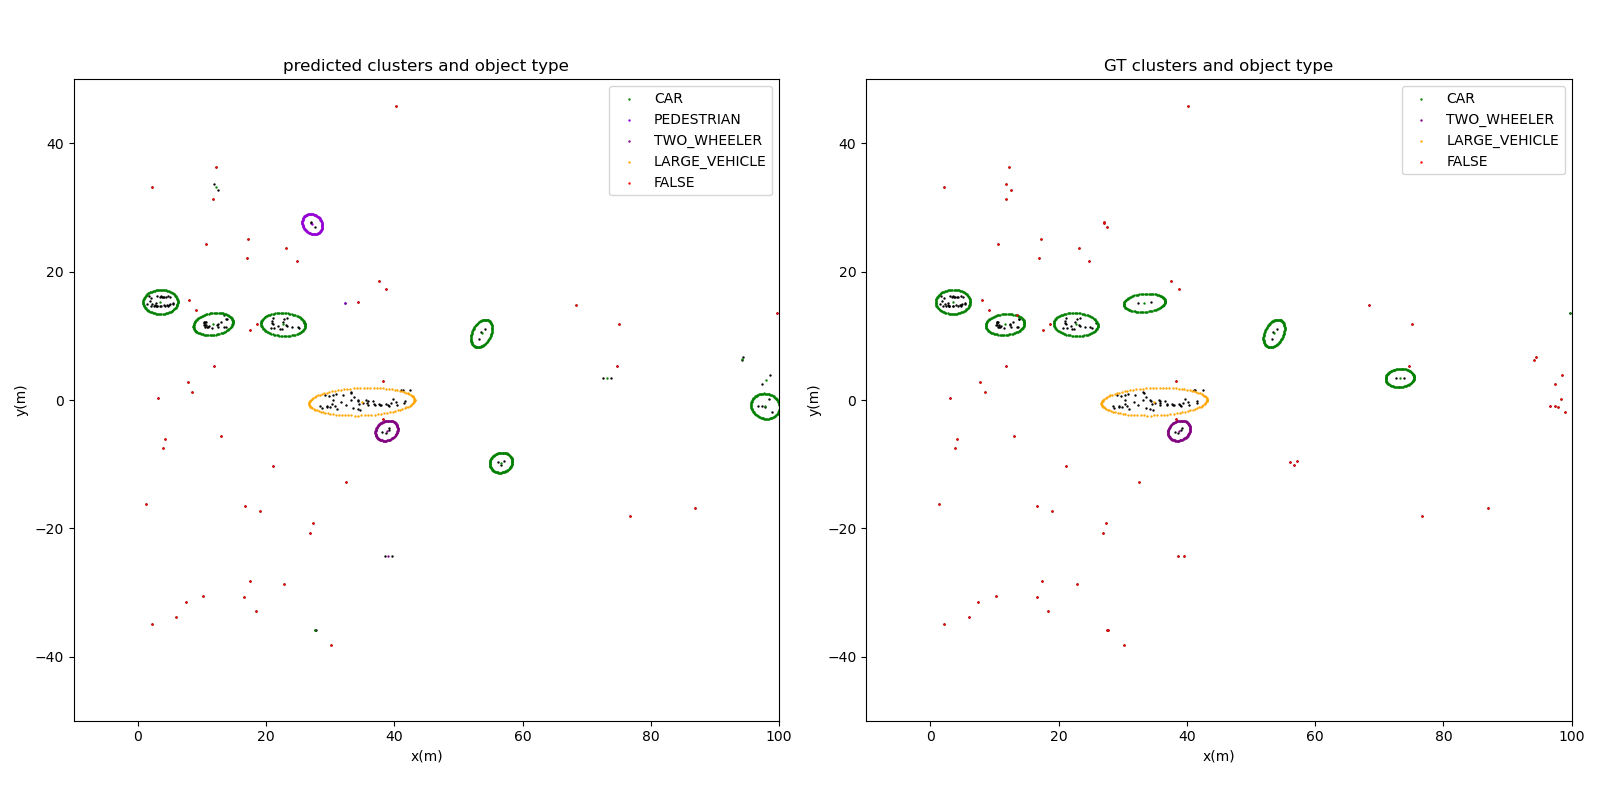 predicted clusters and object type
CAR
PEDESTRIAN
TWO_WHEELER
LARGE_VEHICLE
FALSE
40
20
0
−20
−40
y(m)
0
20
40
60
80
100
x(m)
GT clusters and object type
CAR
TWO_WHEELER
LARGE_VEHICLE
FALSE
40
20
0
−20
−40
y(m)
0
20
40
60
80
100
x(m)